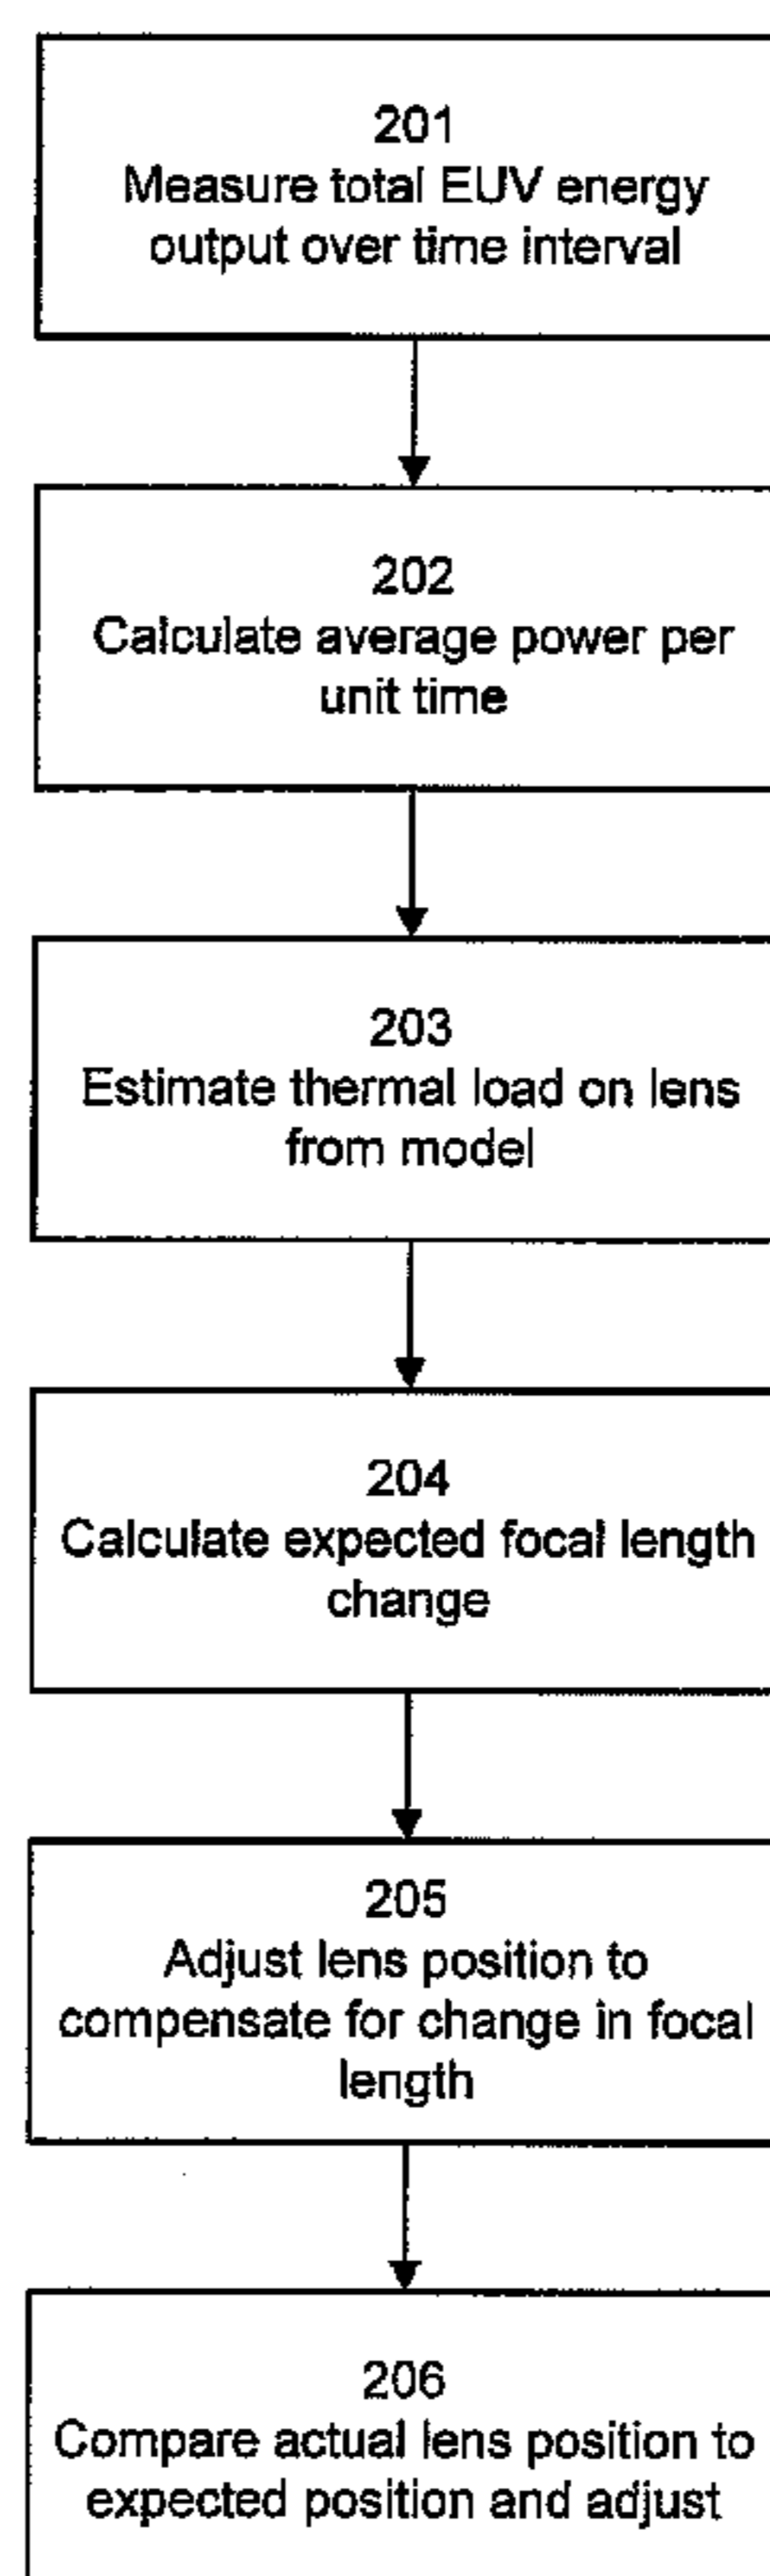 201
Measure total EUV energy
output over time interval
202
Calculate average power per
unit time
203
Estimate thermal load on lens
from model
204
Calculate expected focal length
change
205
Adjust lens position to
compensate for change in focal
length
206
Compare actual lens position to
expected position and adjust